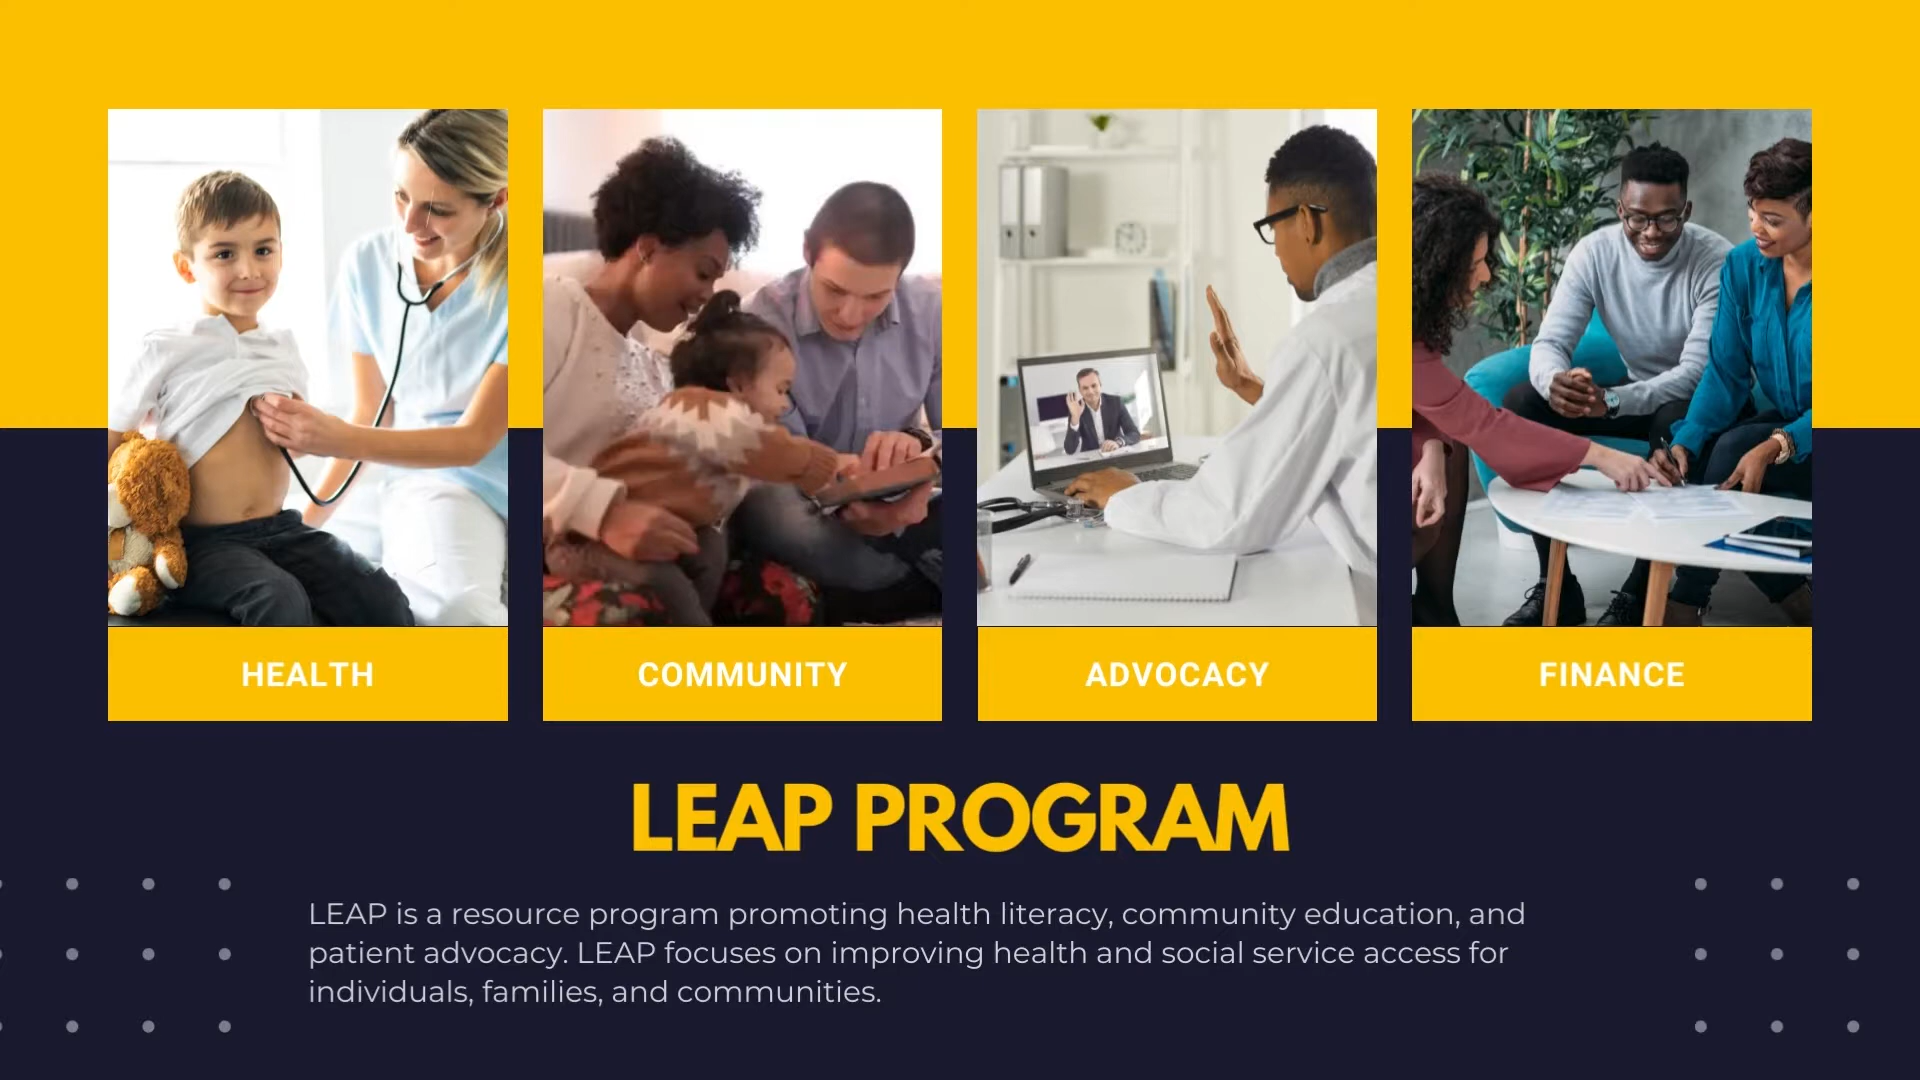 HEALTH
COMMUNITY
ADVOCACY
FINANCE
LEAP PROGRAM
LEAP is a resource program promoting health literacy, community education, and
patient advocacy. LEAP focuses on improving health and social service access for
individuals, families, and communities.